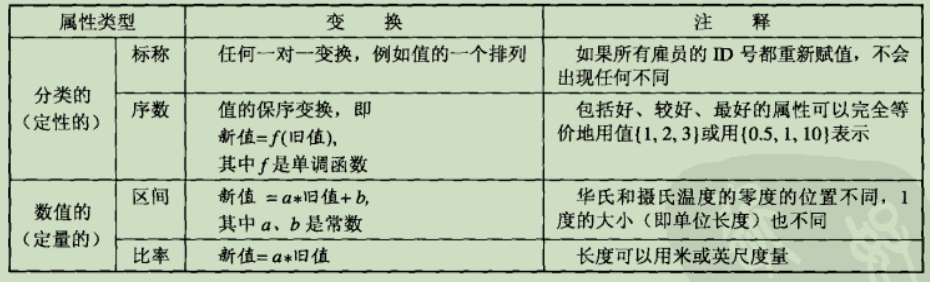 属性类型 变 换 注 释
分类的
（定性的）
标称 任何一对一变换，例如值的一个排列 如果所有雇员的 ID 号都重新赋值，不会
出现任何不同
序数 值的保序变换，即 包括好、较好、最好的属性可以完全等
新值=f(旧值), 价地用值{1, 2, 3}或用{0.5, 1, 10}表示
其中 f 是单调函数
数值的
（定量的）
区间 新值 =a*旧值+b, 华氏和摄氏温度的零度的位置不同，1
其中 a、b 是常数 度的大小（即单位长度）也不同
比率 新值=a*旧值 长度可以用米或英尺度量